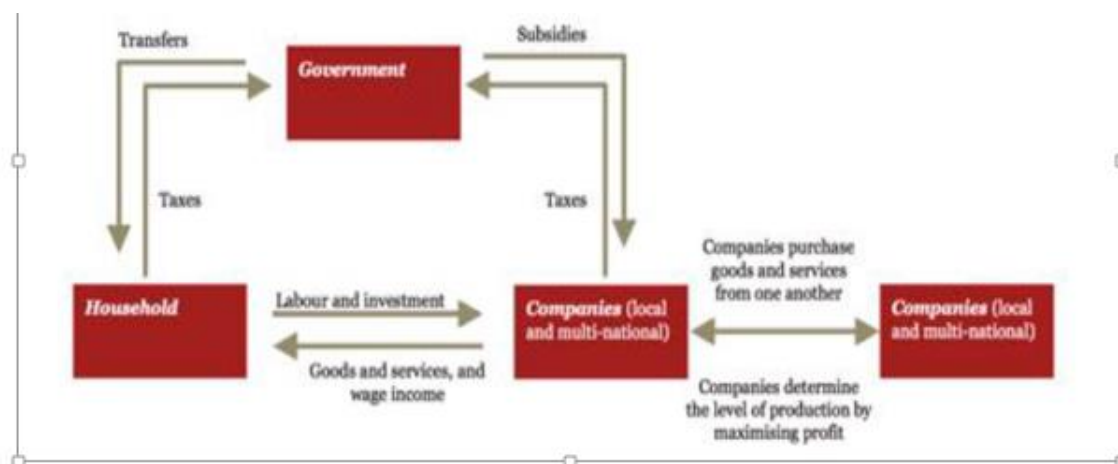 Transfers
Subsidies
Government
Taxes
Taxes
Companies purchase
goods and services
from one another
Household
Labour and investment
Companies (local
and multi-national)
Companies (local
and multi-national)
Goods and services, and
wage income
Companies determine
the level of production by
maximising profit